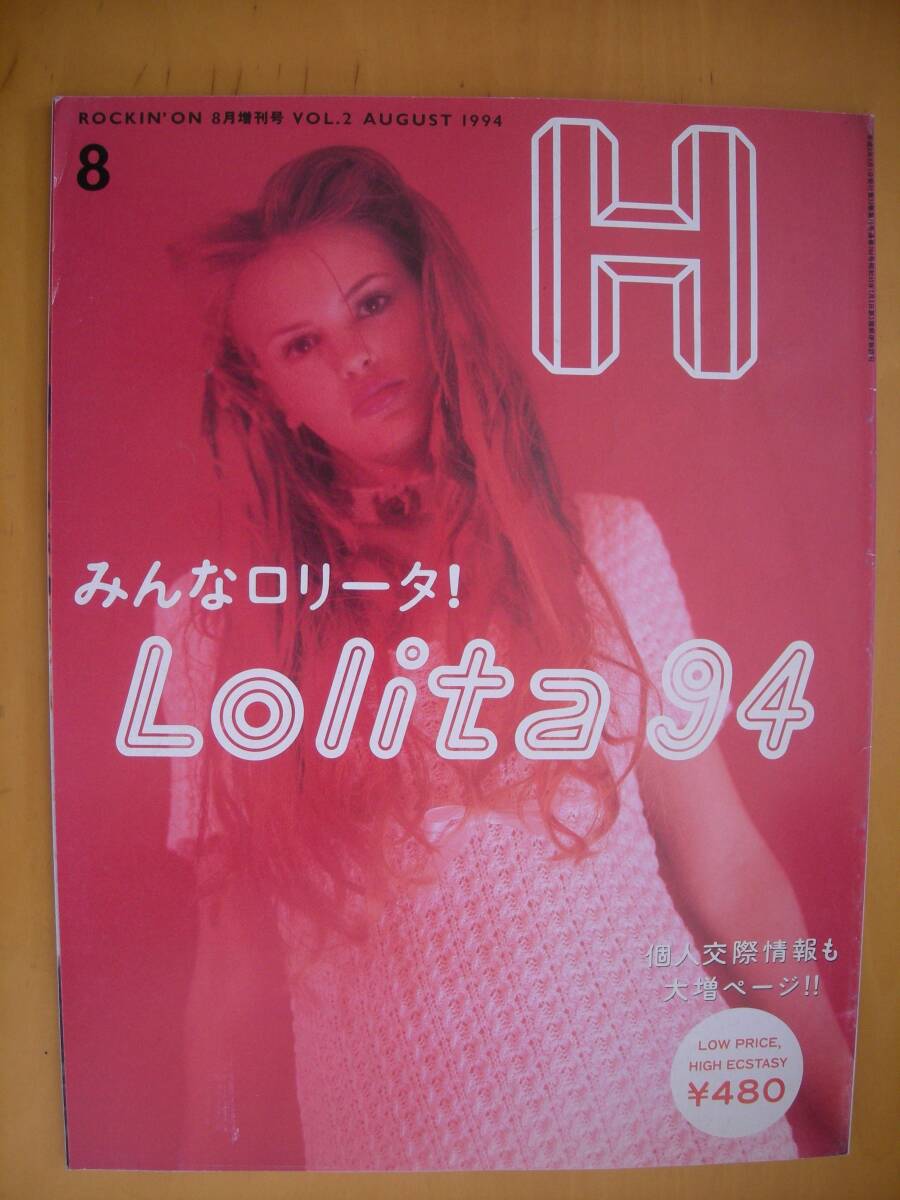 ROCKIN'ON 8月増刊号 VOL.2 AUGUST 1994
8
H
みんなロリータ!
Lolita 94
個人交際情報も
大増ページ!!
LOW PRICE,
HIGH ECSTASY
¥480